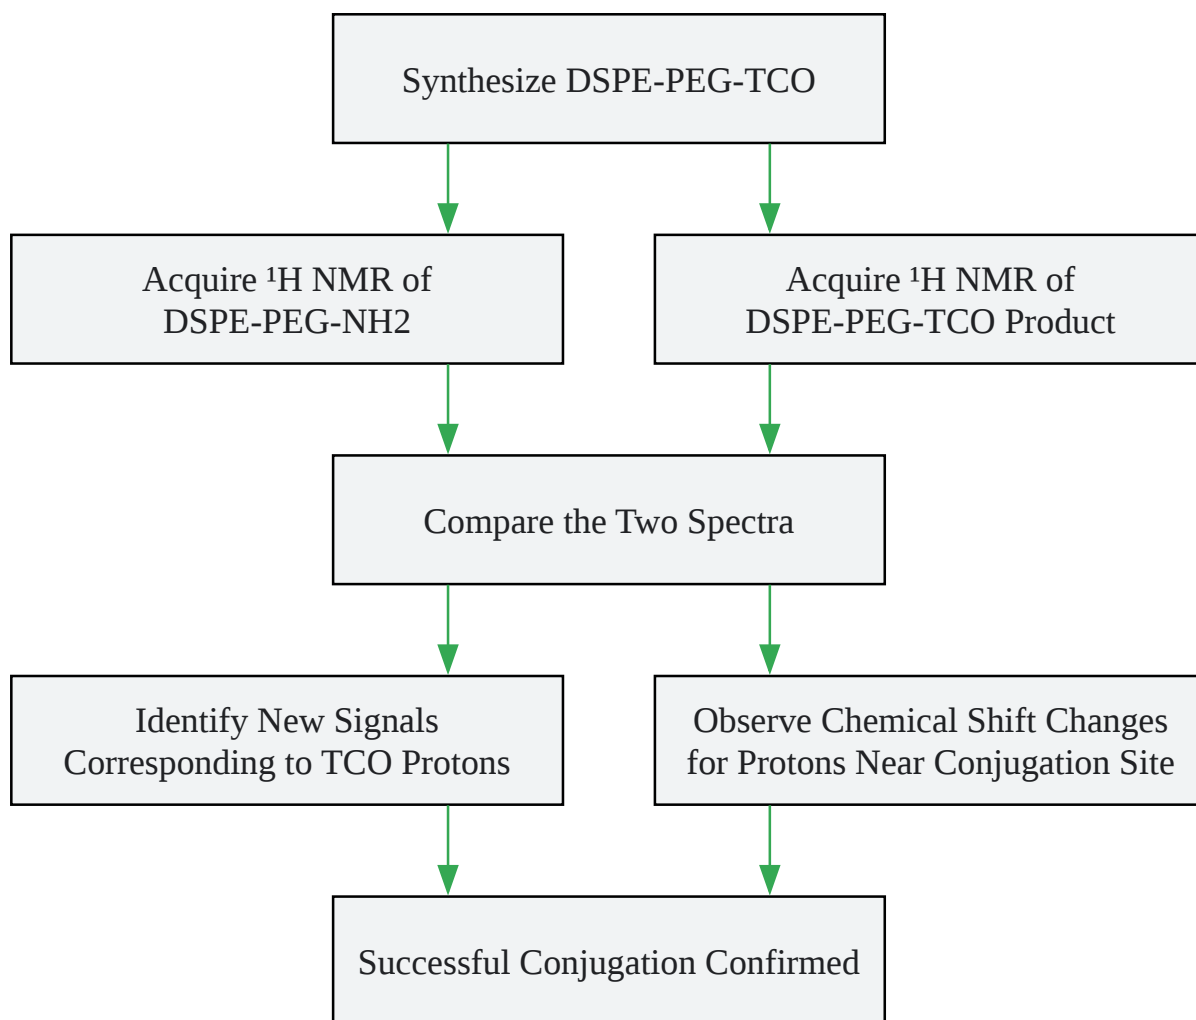 Synthesize DSPE-PEG-TCO
Acquire ¹H NMR of
DSPE-PEG-NH2
Acquire ¹H NMR of
DSPE-PEG-TCO Product
Compare the Two Spectra
Identify New Signals
Corresponding to TCO Protons
Observe Chemical Shift Changes
for Protons Near Conjugation Site
Successful Conjugation Confirmed